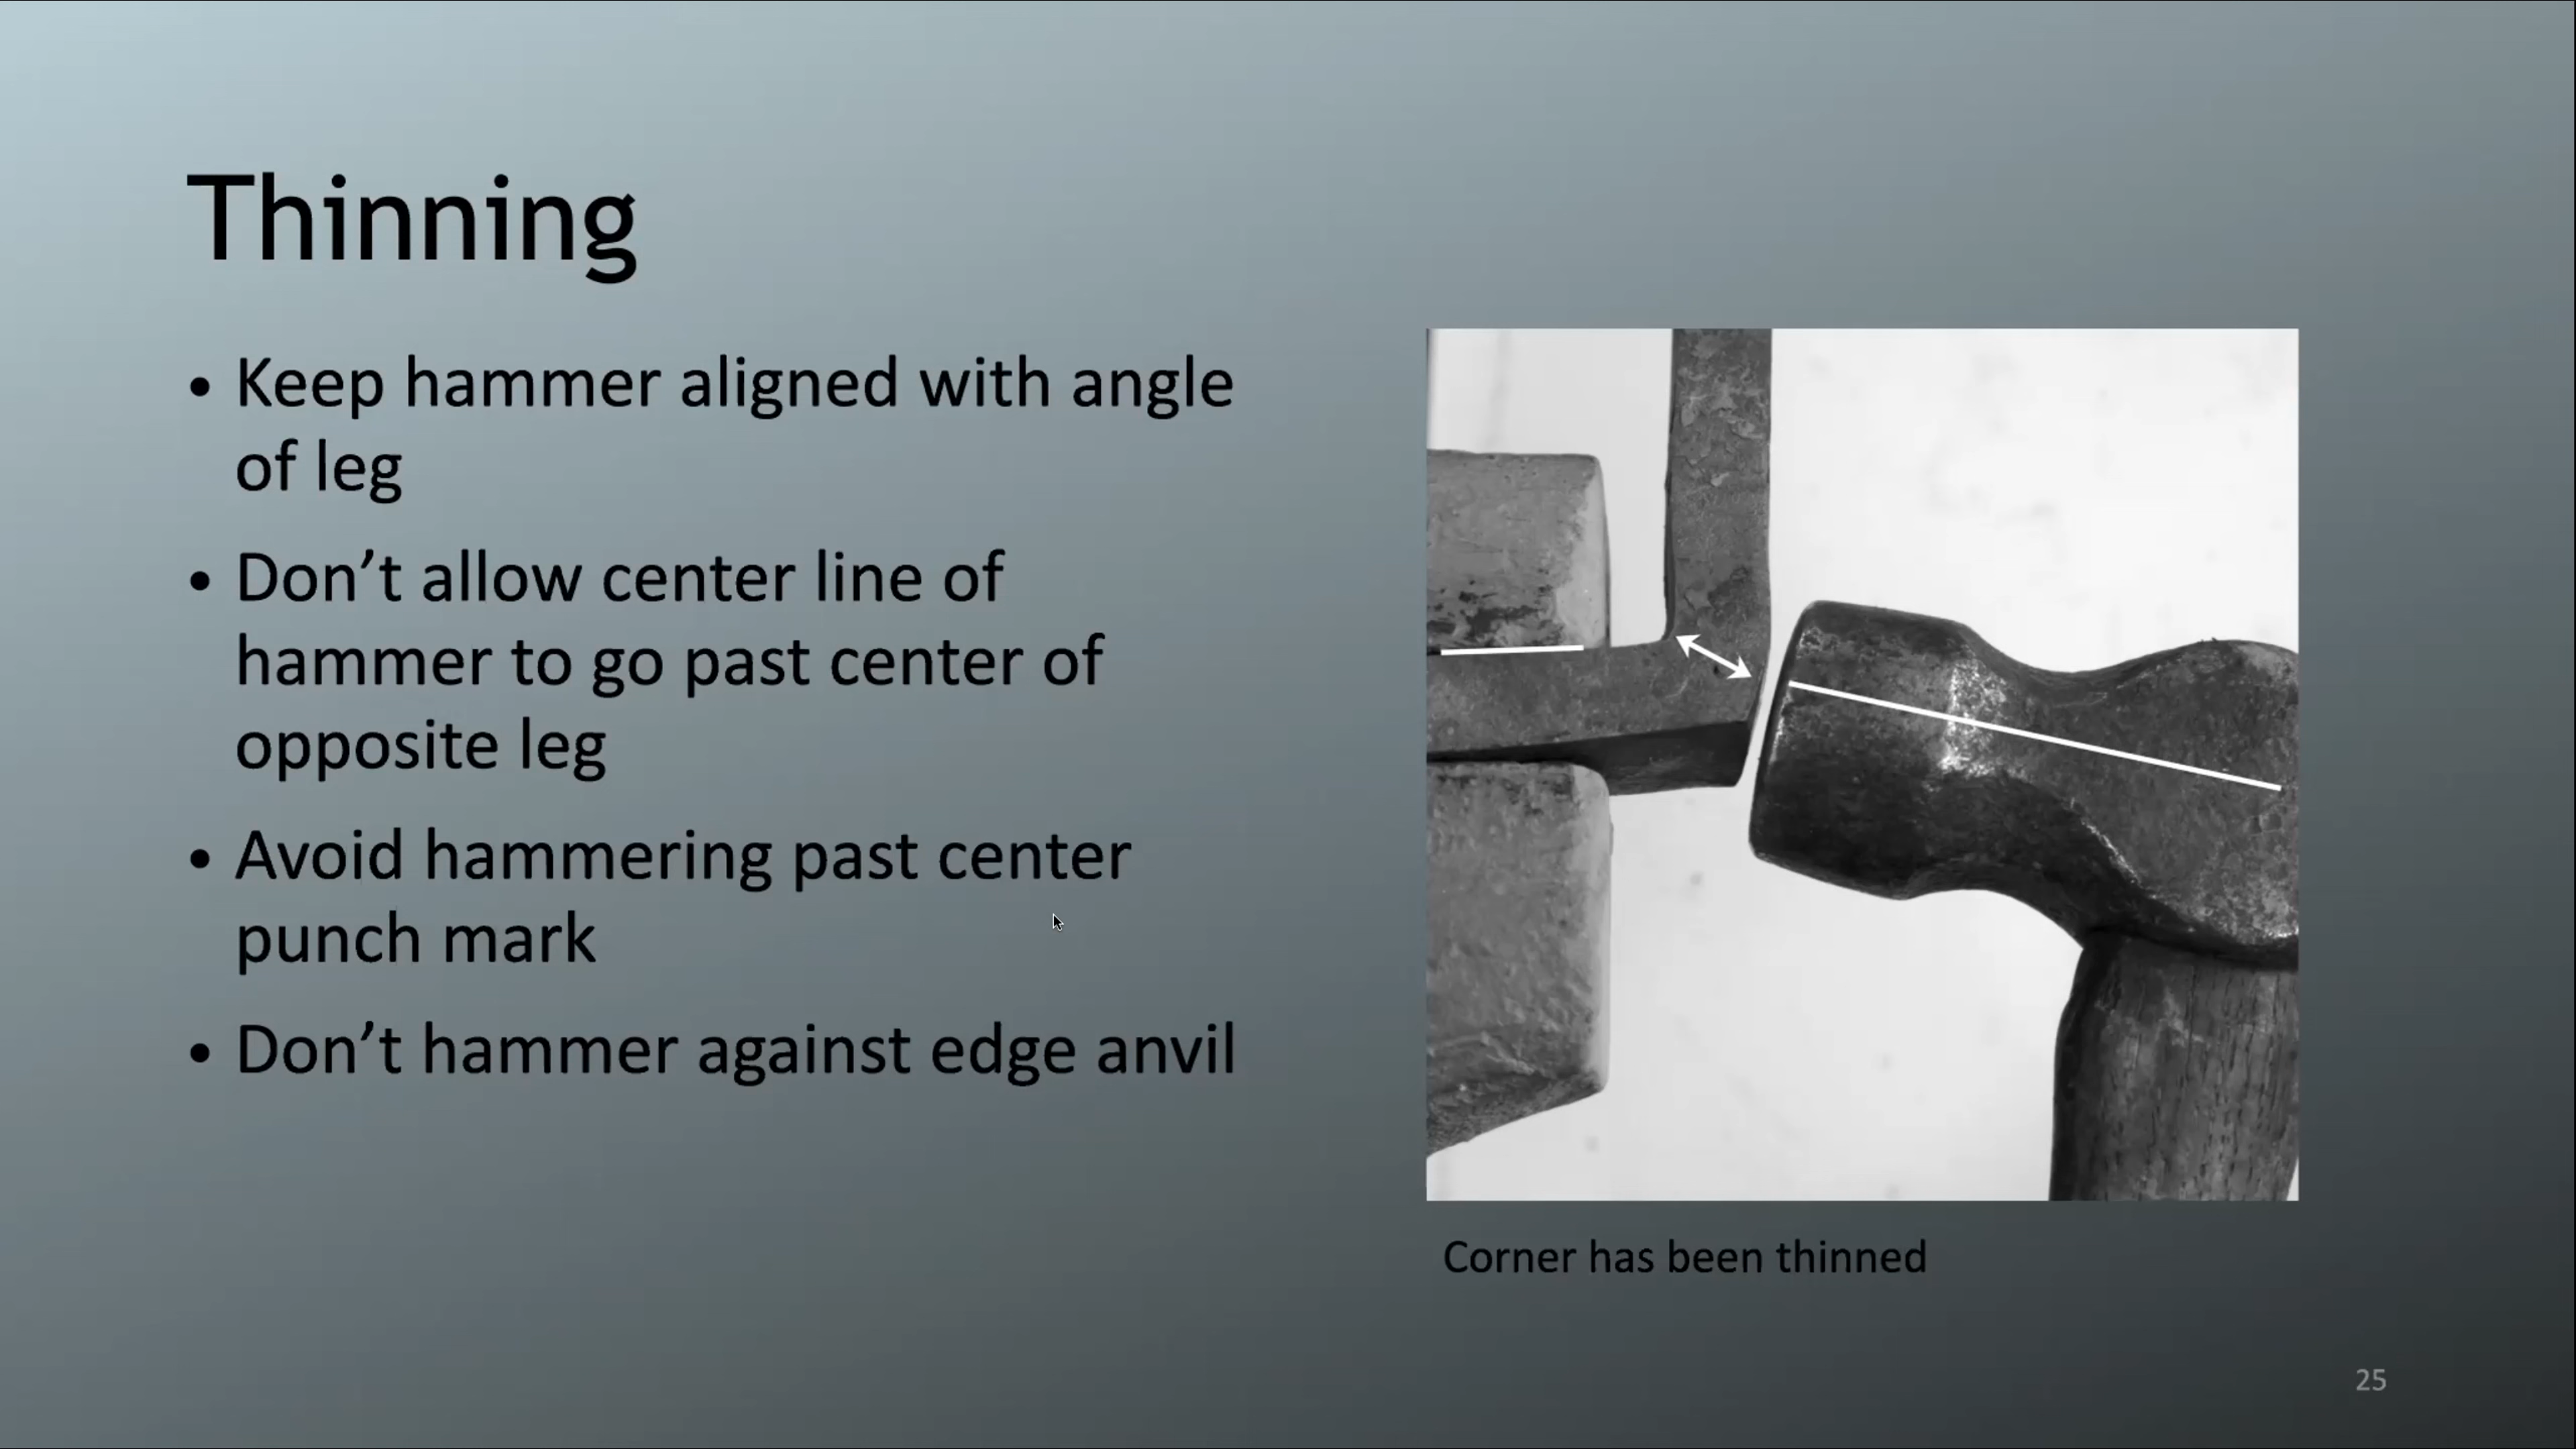 Thinning
• Keep hammer aligned with angle
of leg
• Don’t allow center line of
hammer to go past center of
opposite leg
• Avoid hammering past center
punch mark
• Don’t hammer against edge anvil
Corner has been thinned
25